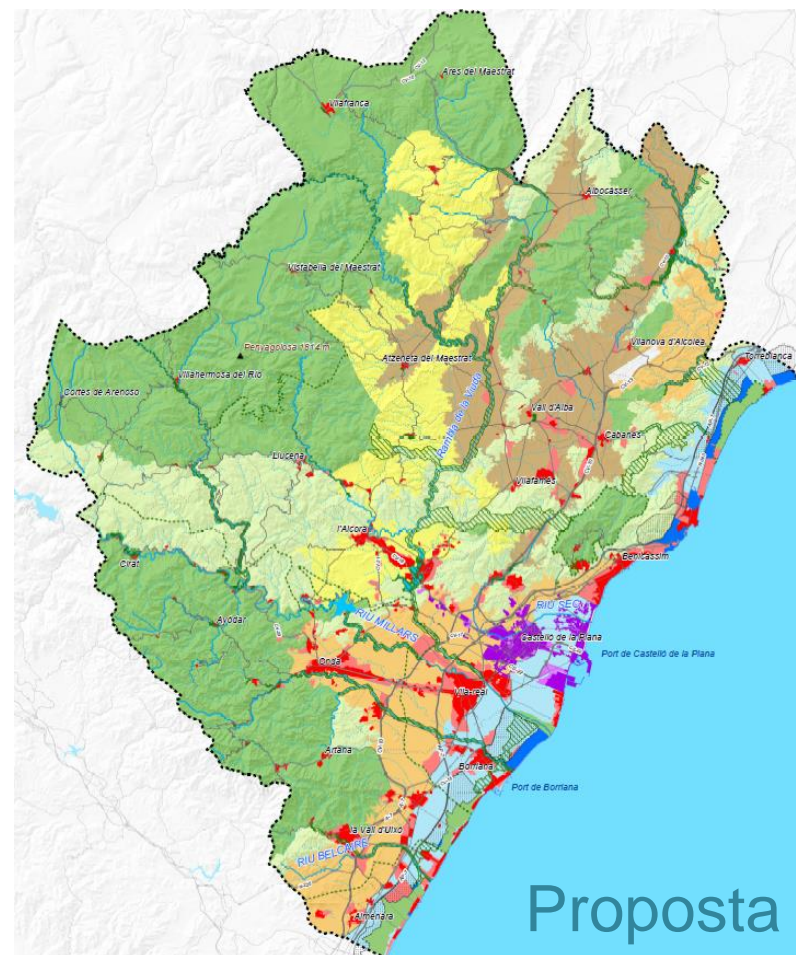 Ares del Maestrat
Vilafranca
Albocàsser
Vistabella del Maestrat
Penyagolosa 1814 m
Vilanova d'Alcolea
Torreblanca
Atzeneta del Maestrat
Villahermosa del Río
Cortes de Arenoso
Rambla de la Viuda
Vall d'Alba
Cabanes
Llucena
Vilafamés
l'Alcora
Benicàssim
Cirat
RIU SEC
RIU MILLARS
Ayódar
Castelló de la Plana
Port de Castelló de la Plana
Onda
Vila-real
Artana
Borriana
Port de Borriana
la Vall d'Uixó
RIU BELCAIRE
Almenara
Proposta